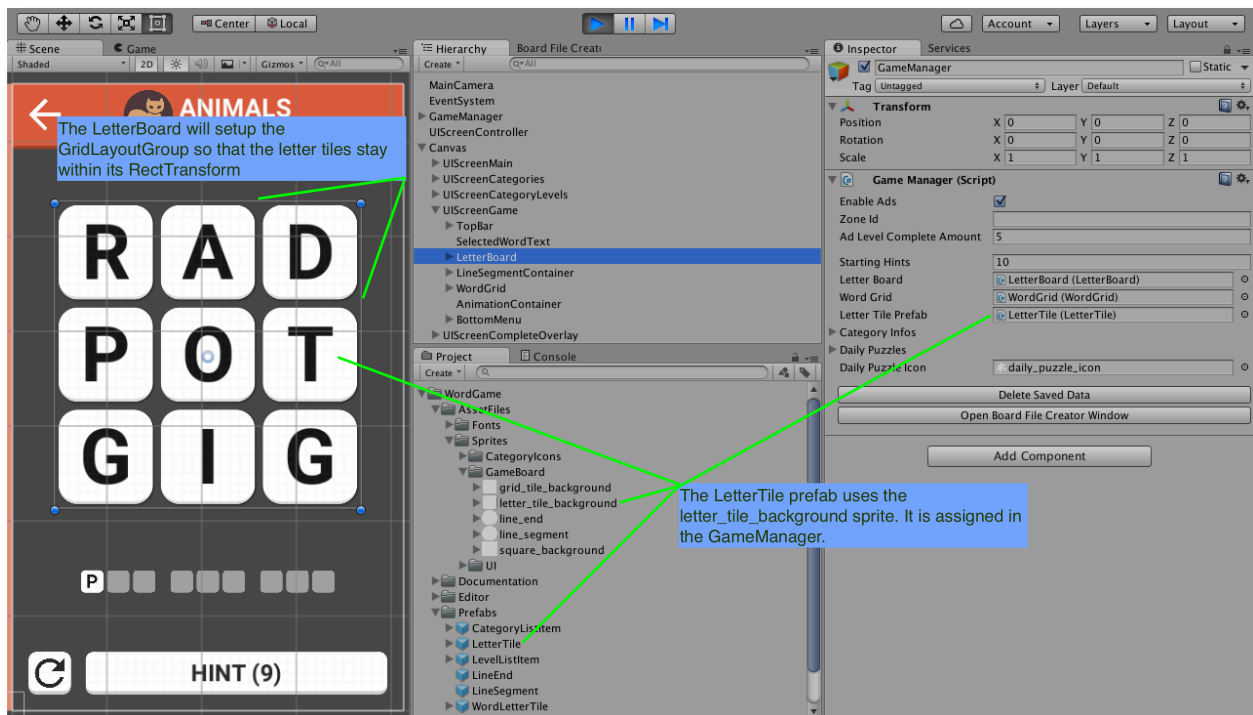 Center Local Account Layers Layout
Scene Game
Shaded 2D Gizmos All
ANIMALS
The LetterBoard will setup the
GridLayoutGroup so that the letter tiles stay
within its RectTransform
R A D
P O T
G I G
P
HINT (9)
Hierarchy Board File Creat
Create All
MainCamera
EventSystem
GameManager
UIScreenController
Canvas
UIScreenMain
UIScreenCategories
UIScreenCategoryLevels
UIScreenGame
TopBar
SelectedWordText
LetterBoard
LineSegmentContainer
WordGrid
AnimationContainer
BottomMenu
UIScreenCompleteOverlay
Project Console
Create
WordGame
AssetFiles
Fonts
Sprites
CategoryIcons
GameBoard
grid_tile_background
letter_tile_background
line_end
line_segment
square_background
UI
Documentation
Editor
Prefabs
CategoryListItem
LetterTile
LevelListItem
LineEnd
LineSegment
WordLetterTile
Inspector Services
GameManager Static
Tag Untagged Layer Default
Transform
Position X 0 Y 0 Z 0
Rotation X 0 Y 0 Z 0
Scale X 1 Y 1 Z 1
Game Manager (Script)
Enable Ads
Zone Id
Ad Level Complete Amount 5
Starting Hints 10
Letter Board LetterBoard (LetterBoard)
Word Grid WordGrid (WordGrid)
Letter Tile Prefab LetterTile (LetterTile)
Category Infos
Daily Puzzles
Daily Puzzle Icon daily_puzzle_icon
Delete Saved Data
Open Board File Creator Window
Add Component
The LetterTile prefab uses the
letter_tile_background sprite. It is assigned in
the GameManager.